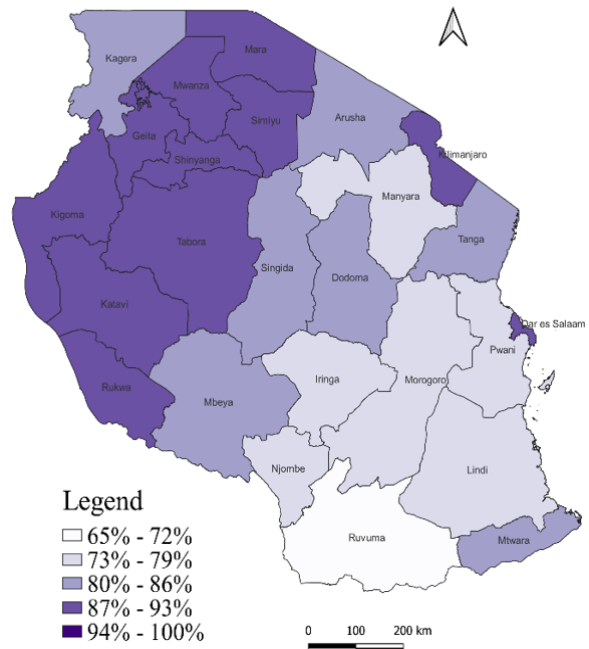 Kagera
Mara
Mwanza
Simiyu
Geita
Shinyanga
Arusha
Kilimanjaro
Manyara
Kigoma
Tabora
Singida
Dodoma
Tanga
Katavi
Dar es Salaam
Pwani
Rukwa
Mbeya
Iringa
Morogoro
Njombe
Lindi
Ruvuma
Mtwara
Legend
65% - 72%
73% - 79%
80% - 86%
87% - 93%
94% - 100%
0 100 200 km